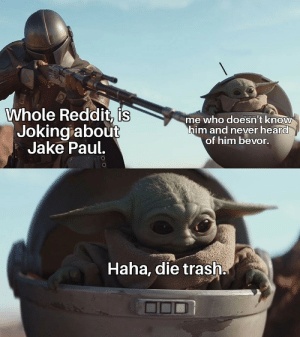 Whole Reddit, is
Joking about
Jake Paul.
me who doesn't know
him and never heard
of him bevor.
Haha, die trash.